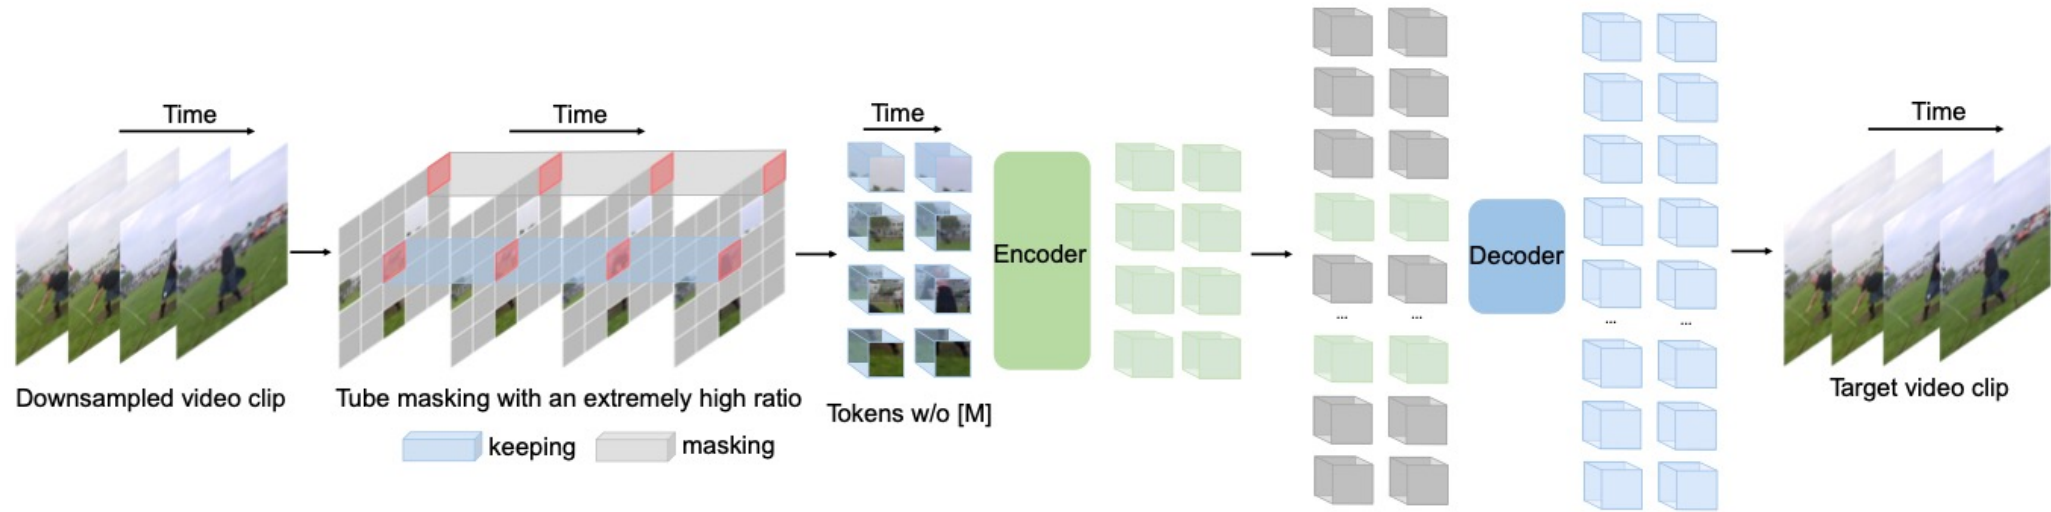 Time
Time
Time
Time
Encoder
Decoder
...
...
...
...
Downsampled video clip
Tube masking with an extremely high ratio
Tokens w/o [M]
Target video clip
keeping
masking